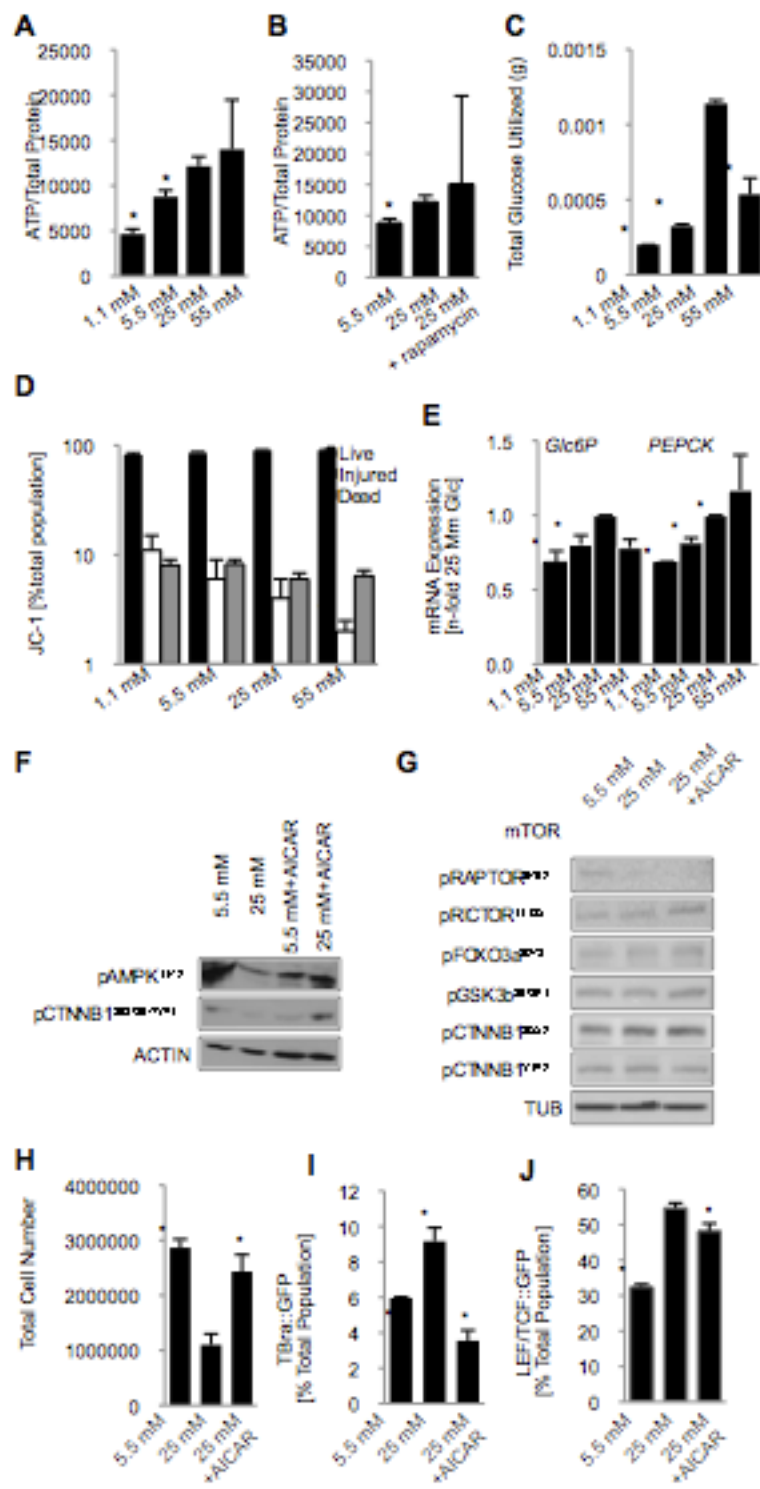 A
ATP/Total Protein
25000
20000
15000
10000
5000
0
* *
1.1 mM
5.5 mM
25 mM
55 mM
B
ATP/Total Protein
35000
30000
25000
20000
15000
10000
5000
0
*
5.5 mM
25 mM
25 mM
+ rapamycin
C
Total Glucose Utilized (g)
0.0015
0.001
0.0005
0
* * *
1.1 mM
5.5 mM
25 mM
55 mM
D
JC-1 [%total population]
100
10
1
Live
Injured
Dead
1.1 mM
5.5 mM
25 mM
55 mM
E
mRNA Expression
[n-fold 25 Mm Glc]
1.5
1.0
0.5
0.0
Glc6P
PEPCK
* * * * *
1.1 mM
5.5 mM
25 mM
55 mM
1.1 mM
5.5 mM
25 mM
55 mM
F
5.5 mM
25 mM
5.5 mM+AICAR
25 mM+AICAR
pAMPK
pCTNNB1
ACTIN
G
5.5 mM
25 mM
25 mM
+AICAR
mTOR
pRAPTOR
pRICTOR
pFOXO3a
pGSK3b
pCTNNB1
pCTNNB1
TUB
H
Total Cell Number
4000000
3000000
2000000
1000000
0
* *
5.5 mM
25 mM
25 mM
+AICAR
I
TBra::GFP
[% Total Population]
12
10
8
6
4
2
0
* * *
5.5 mM
25 mM
25 mM
+AICAR
J
LEF/TCF::GFP
[% Total Population]
60
50
40
30
20
10
0
* *
5.5 mM
25 mM
25 mM
+AICAR